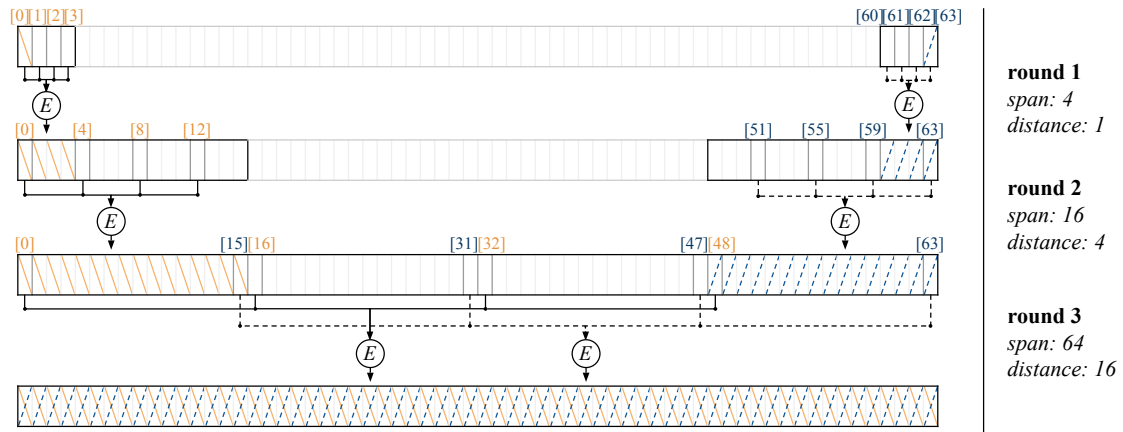 [0][1][2][3] [60][61][62][63]
E E
round 1
span: 4
distance: 1
[0] [4] [8] [12] [51] [55] [59] [63]
E E
round 2
span: 16
distance: 4
[0] [15][16] [31][32] [47][48] [63]
E E
round 3
span: 64
distance: 16